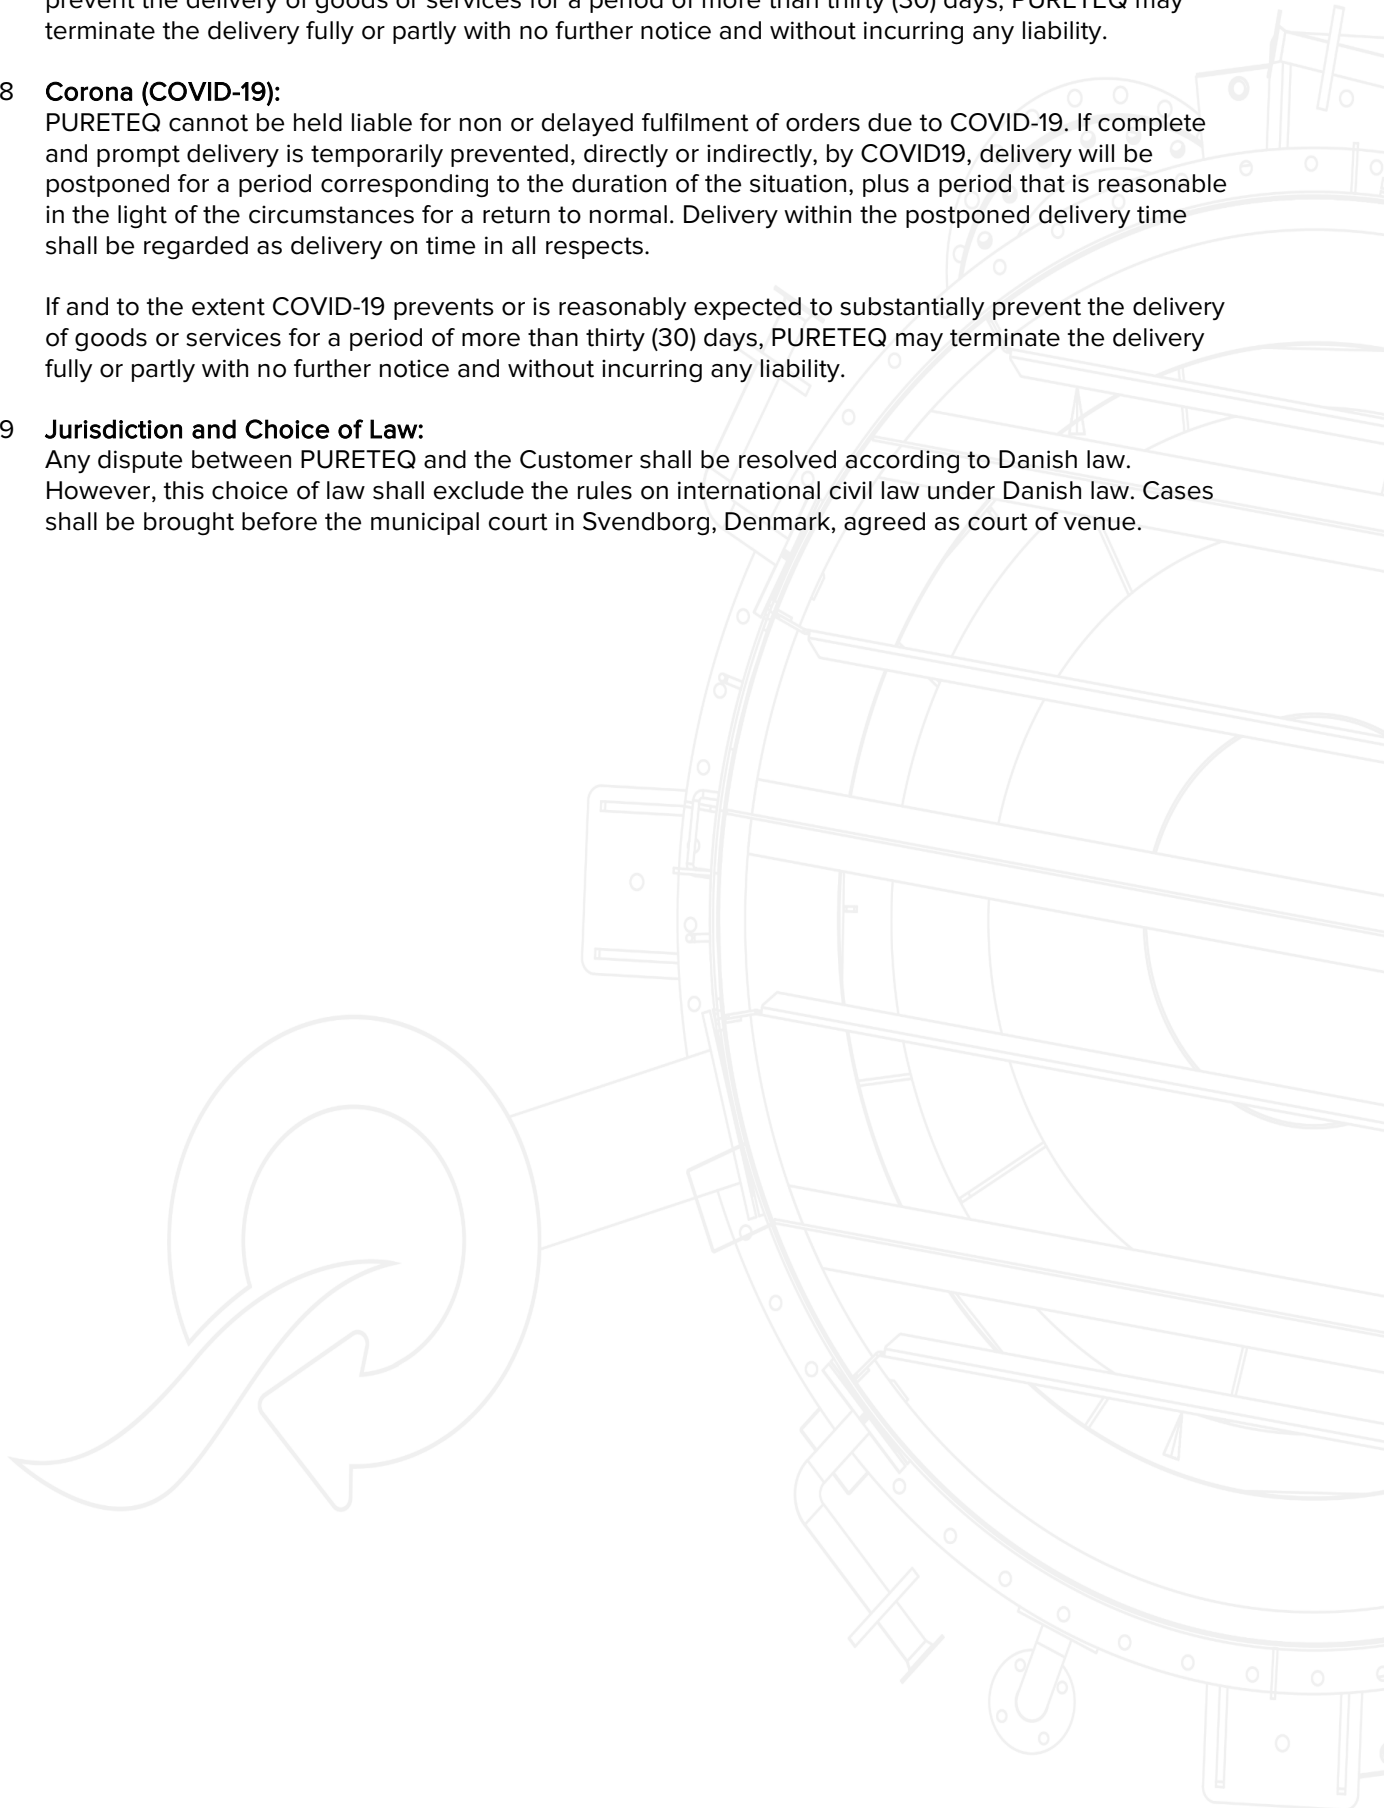 prevent the delivery of goods or services for a period of more than thirty (30) days, PURETEQ may
terminate the delivery fully or partly with no further notice and without incurring any liability.
8 Corona (COVID-19):
PURETEQ cannot be held liable for non or delayed fulfilment of orders due to COVID-19. If complete
and prompt delivery is temporarily prevented, directly or indirectly, by COVID19, delivery will be
postponed for a period corresponding to the duration of the situation, plus a period that is reasonable
in the light of the circumstances for a return to normal. Delivery within the postponed delivery time
shall be regarded as delivery on time in all respects.
If and to the extent COVID-19 prevents or is reasonably expected to substantially prevent the delivery
of goods or services for a period of more than thirty (30) days, PURETEQ may terminate the delivery
fully or partly with no further notice and without incurring any liability.
9 Jurisdiction and Choice of Law:
Any dispute between PURETEQ and the Customer shall be resolved according to Danish law.
However, this choice of law shall exclude the rules on international civil law under Danish law. Cases
shall be brought before the municipal court in Svendborg, Denmark, agreed as court of venue.